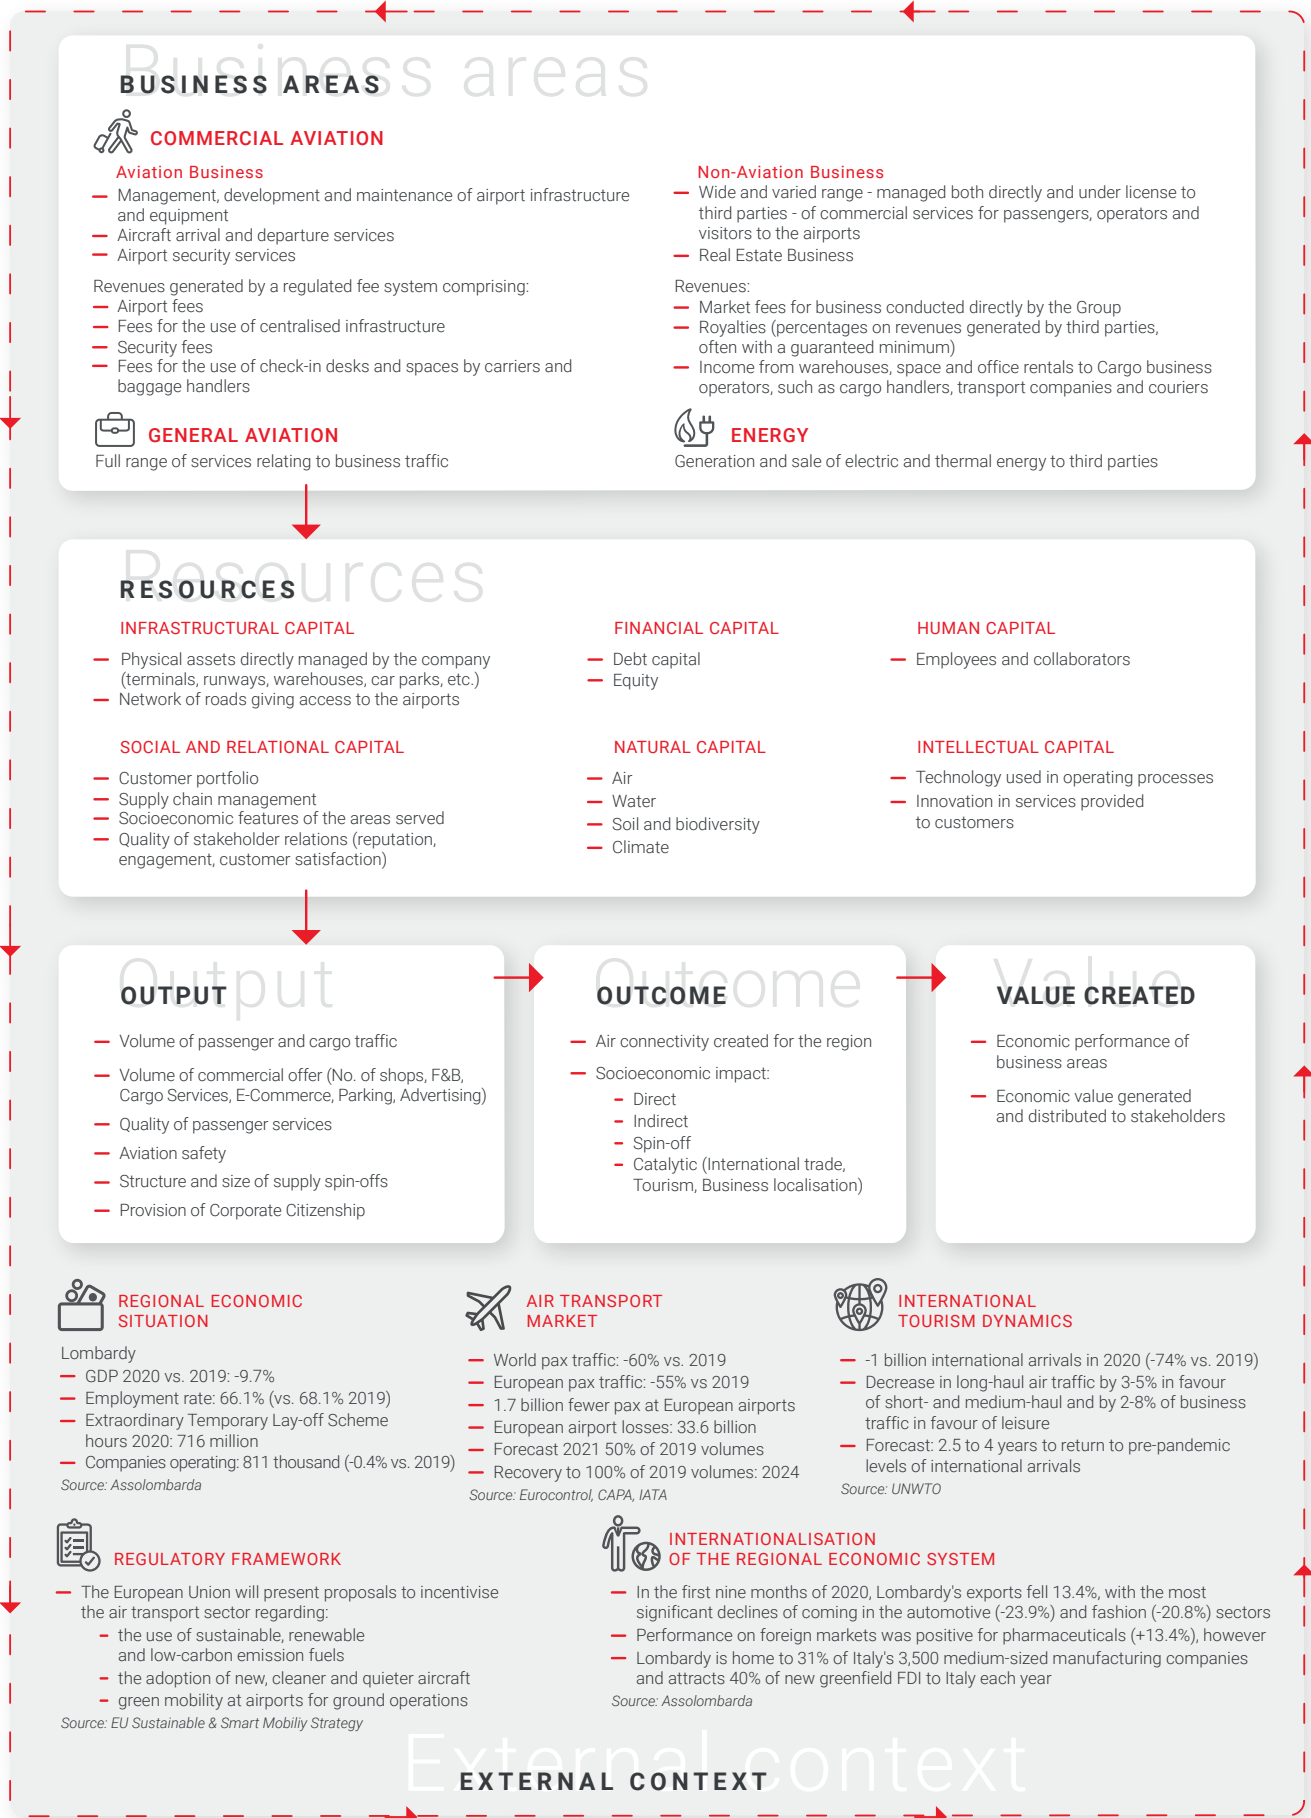 Business areas
BUSINESS AREAS
COMMERCIAL AVIATION
Aviation Business
— Management, development and maintenance of airport infrastructure
and equipment
— Aircraft arrival and departure services
— Airport security services
Revenues generated by a regulated fee system comprising:
— Airport fees
— Fees for the use of centralised infrastructure
— Security fees
— Fees for the use of check-in desks and spaces by carriers and
baggage handlers
Non-Aviation Business
— Wide and varied range - managed both directly and under license to
third parties - of commercial services for passengers, operators and
visitors to the airports
— Real Estate Business
Revenues:
— Market fees for business conducted directly by the Group
— Royalties (percentages on revenues generated by third parties,
often with a guaranteed minimum)
— Income from warehouses, space and office rentals to Cargo business
operators, such as cargo handlers, transport companies and couriers
GENERAL AVIATION
Full range of services relating to business traffic
ENERGY
Generation and sale of electric and thermal energy to third parties
Resources
RESOURCES
INFRASTRUCTURAL CAPITAL
— Physical assets directly managed by the company
(terminals, runways, warehouses, car parks, etc.)
— Network of roads giving access to the airports
FINANCIAL CAPITAL
— Debt capital
— Equity
HUMAN CAPITAL
— Employees and collaborators
SOCIAL AND RELATIONAL CAPITAL
— Customer portfolio
— Supply chain management
— Socioeconomic features of the areas served
— Quality of stakeholder relations (reputation,
engagement, customer satisfaction)
NATURAL CAPITAL
— Air
— Water
— Soil and biodiversity
— Climate
INTELLECTUAL CAPITAL
— Technology used in operating processes
— Innovation in services provided
to customers
Output
OUTPUT
— Volume of passenger and cargo traffic
— Volume of commercial offer (No. of shops, F&B,
Cargo Services, E-Commerce, Parking, Advertising)
— Quality of passenger services
— Aviation safety
— Structure and size of supply spin-offs
— Provision of Corporate Citizenship
Outcome
OUTCOME
— Air connectivity created for the region
— Socioeconomic impact:
– Direct
– Indirect
– Spin-off
– Catalytic (International trade,
Tourism, Business localisation)
Value
VALUE CREATED
— Economic performance of
business areas
— Economic value generated
and distributed to stakeholders
REGIONAL ECONOMIC
SITUATION
Lombardy
— GDP 2020 vs. 2019: -9.7%
— Employment rate: 66.1% (vs. 68.1% 2019)
— Extraordinary Temporary Lay-off Scheme
hours 2020: 716 million
— Companies operating: 811 thousand (-0.4% vs. 2019)
Source: Assolombarda
AIR TRANSPORT
MARKET
— World pax traffic: -60% vs. 2019
— European pax traffic: -55% vs 2019
— 1.7 billion fewer pax at European airports
— European airport losses: 33.6 billion
— Forecast 2021 50% of 2019 volumes
— Recovery to 100% of 2019 volumes: 2024
Source: Eurocontrol, CAPA, IATA
INTERNATIONAL
TOURISM DYNAMICS
— -1 billion international arrivals in 2020 (-74% vs. 2019)
— Decrease in long-haul air traffic by 3-5% in favour
of short- and medium-haul and by 2-8% of business
traffic in favour of leisure
— Forecast: 2.5 to 4 years to return to pre-pandemic
levels of international arrivals
Source: UNWTO
REGULATORY FRAMEWORK
— The European Union will present proposals to incentivise
the air transport sector regarding:
– the use of sustainable, renewable
and low-carbon emission fuels
– the adoption of new, cleaner and quieter aircraft
– green mobility at airports for ground operations
Source: EU Sustainable & Smart Mobiliy Strategy
INTERNATIONALISATION
OF THE REGIONAL ECONOMIC SYSTEM
— In the first nine months of 2020, Lombardy's exports fell 13.4%, with the most
significant declines of coming in the automotive (-23.9%) and fashion (-20.8%) sectors
— Performance on foreign markets was positive for pharmaceuticals (+13.4%), however
— Lombardy is home to 31% of Italy's 3,500 medium-sized manufacturing companies
and attracts 40% of new greenfield FDI to Italy each year
Source: Assolombarda
External context
EXTERNAL CONTEXT